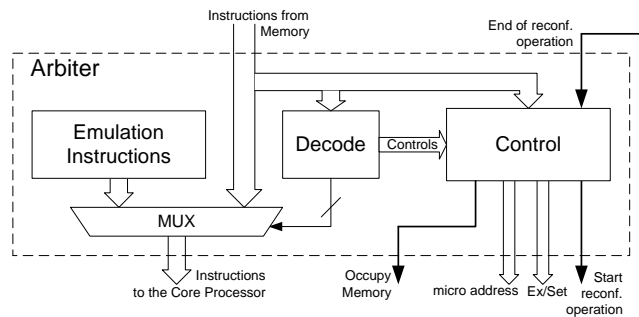 Instructions from
Memory
End of reconf.
operation
Arbiter
Emulation
Instructions
Decode
Controls
Control
MUX
Instructions
to the Core Processor
Occupy
Memory
micro address
Ex/Set
Start
reconf.
operation